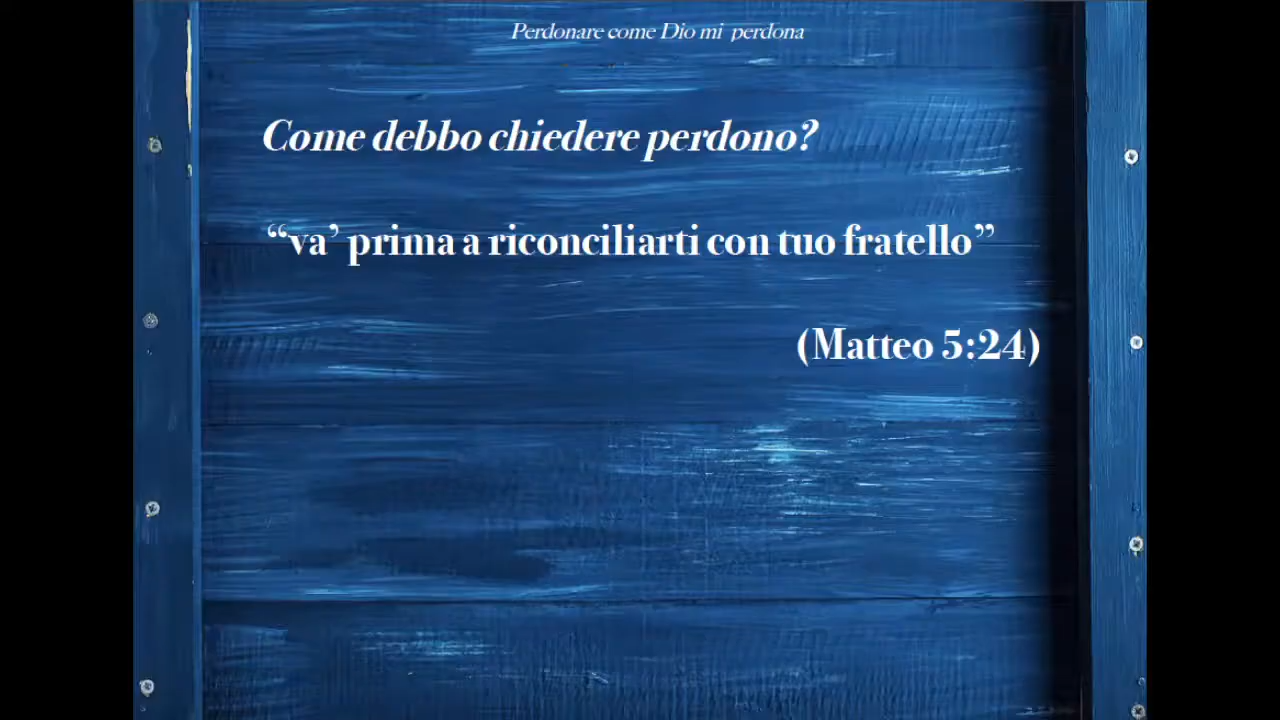 Perdonare come Dio mi perdona
Come debbo chiedere perdono?
“va’ prima a riconciliarti con tuo fratello”
(Matteo 5:24)